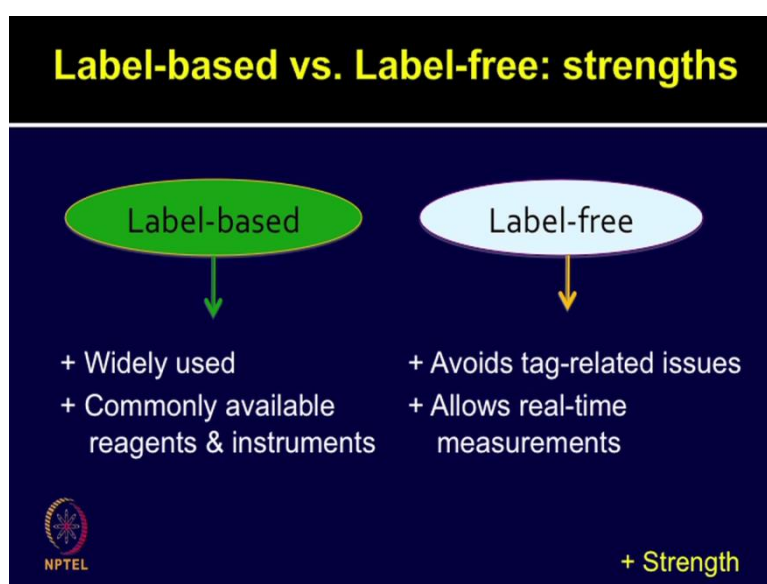 Label-based vs. Label-free: strengths
Label-based
Label-free
+ Widely used
+ Commonly available
reagents & instruments
+ Avoids tag-related issues
+ Allows real-time
measurements
NPTEL
+ Strength